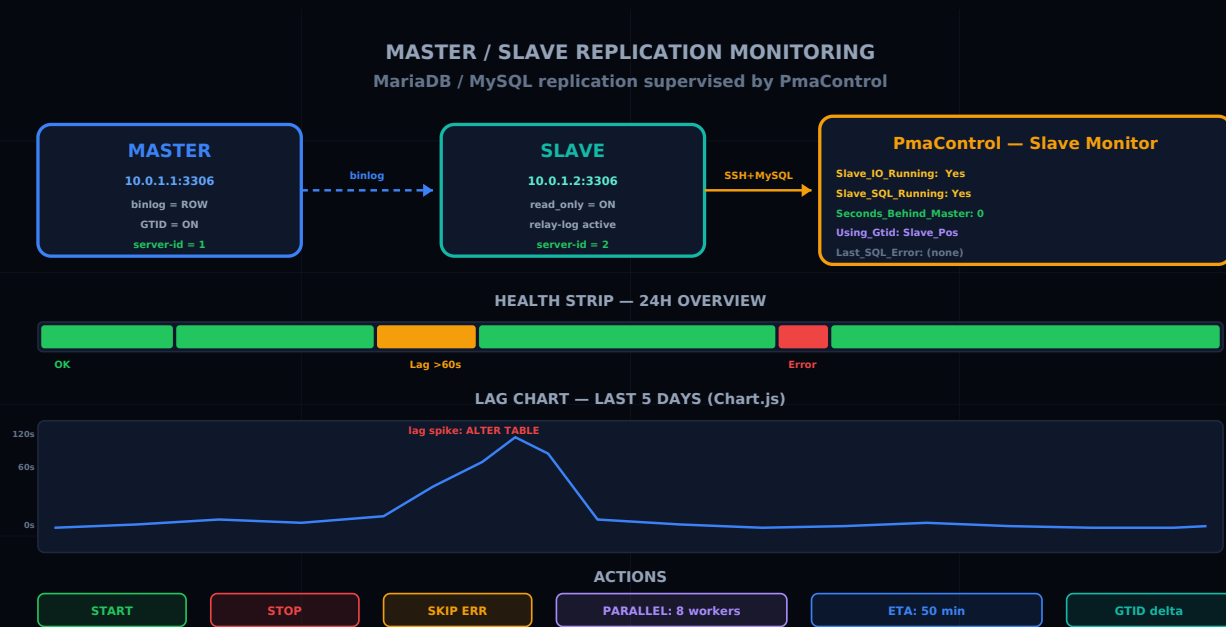 MASTER / SLAVE REPLICATION MONITORING
MariaDB / MySQL replication supervised by PmaControl
MASTER
10.0.1.1:3306
binlog = ROW
GTID = ON
server-id = 1
binlog
SLAVE
10.0.1.2:3306
read_only = ON
relay-log active
server-id = 2
SSH+MySQL
PmaControl — Slave Monitor
Slave_IO_Running: Yes
Slave_SQL_Running: Yes
Seconds_Behind_Master: 0
Using_Gtid: Slave_Pos
Last_SQL_Error: (none)
HEALTH STRIP — 24H OVERVIEW
OK
Lag >60s
Error
LAG CHART — LAST 5 DAYS (Chart.js)
lag spike: ALTER TABLE
120s
60s
0s
ACTIONS
START
STOP
SKIP ERR
PARALLEL: 8 workers
ETA: 50 min
GTID delta